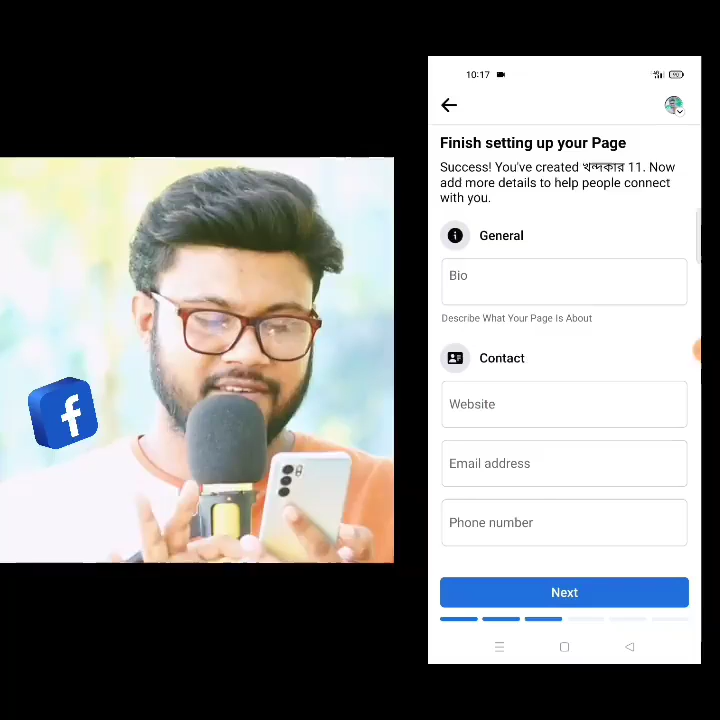 10:17
Finish setting up your Page
Success! You've created খন্দকার 11. Now
add more details to help people connect
with you.
General
Bio
Describe What Your Page Is About
Contact
Website
Email address
Phone number
Next